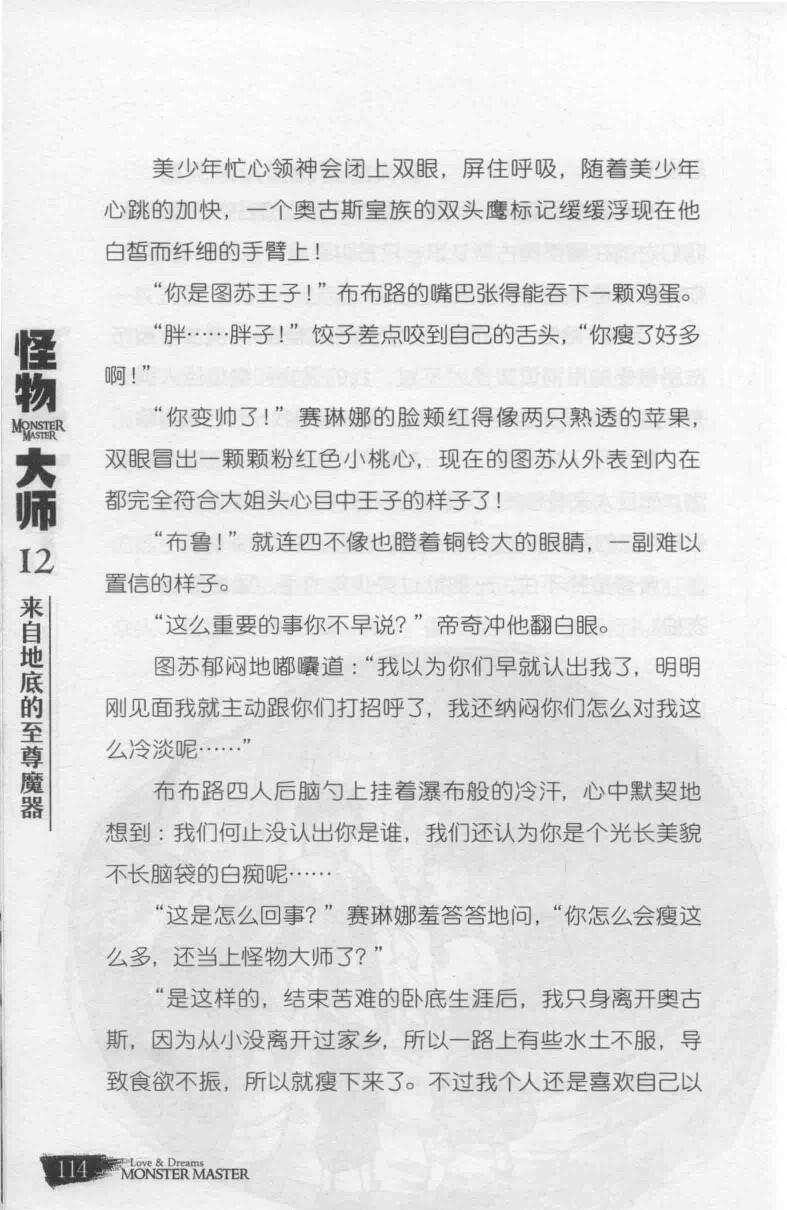 美少年忙心领神会闭上双眼，屏住呼吸，随着美少年
心跳的加快，一个奥古斯皇族的双头鹰标记缓缓浮现在他
白皙而纤细的手臂上！
“你是图苏王子！”布布路的嘴巴张得能吞下一颗鸡蛋。
“胖……胖子！”饺子差点咬到自己的舌头，“你瘦了好多
啊！”
“你变帅了！”赛琳娜的脸颊红得像两只熟透的苹果，
双眼冒出一颗颗粉红色小桃心，现在的图苏从外表到内在
都完全符合大姐头心目中王子的样子了！
“布鲁！”就连四不像也瞪着铜铃大的眼睛，一副难以
置信的样子。
“这么重要的事你不早说？”帝奇冲他翻白眼。
图苏郁闷地嘟囔道：“我以为你们早就认出我了，明明
刚见面我就主动跟你们打招呼了，我还纳闷你们怎么对我这
么冷淡呢……”
布布路四人后脑勺上挂着瀑布般的冷汗，心中默契地
想到：我们何止没认出你是谁，我们还认为你是个光长美貌
不长脑袋的白痴呢……
“这是怎么回事？”赛琳娜羞答答地问，“你怎么会瘦这
么多，还当上怪物大师了？”
“是这样的，结束苦难的卧底生涯后，我只身离开奥古
斯，因为从小没离开过家乡，所以一路上有些水土不服，导
致食欲不振，所以就瘦下来了。不过我个人还是喜欢自己以
怪物
MONSTER
MASTER
大师
12
来自地底的至尊魔器
114
Love & Dreams
MONSTER MASTER